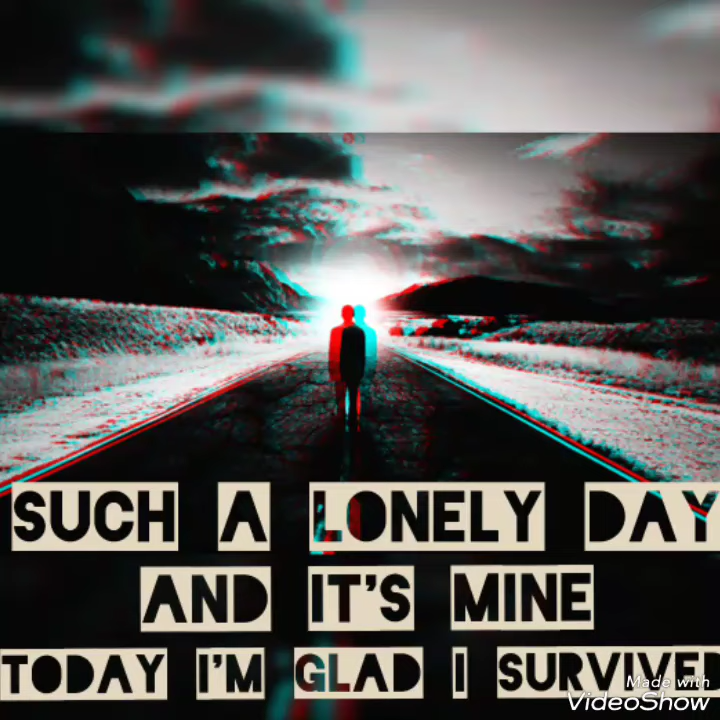 SUCH A LONELY DAY
AND IT'S MINE
TODAY I'M GLAD I SURVIVED
Made with
VideoShow